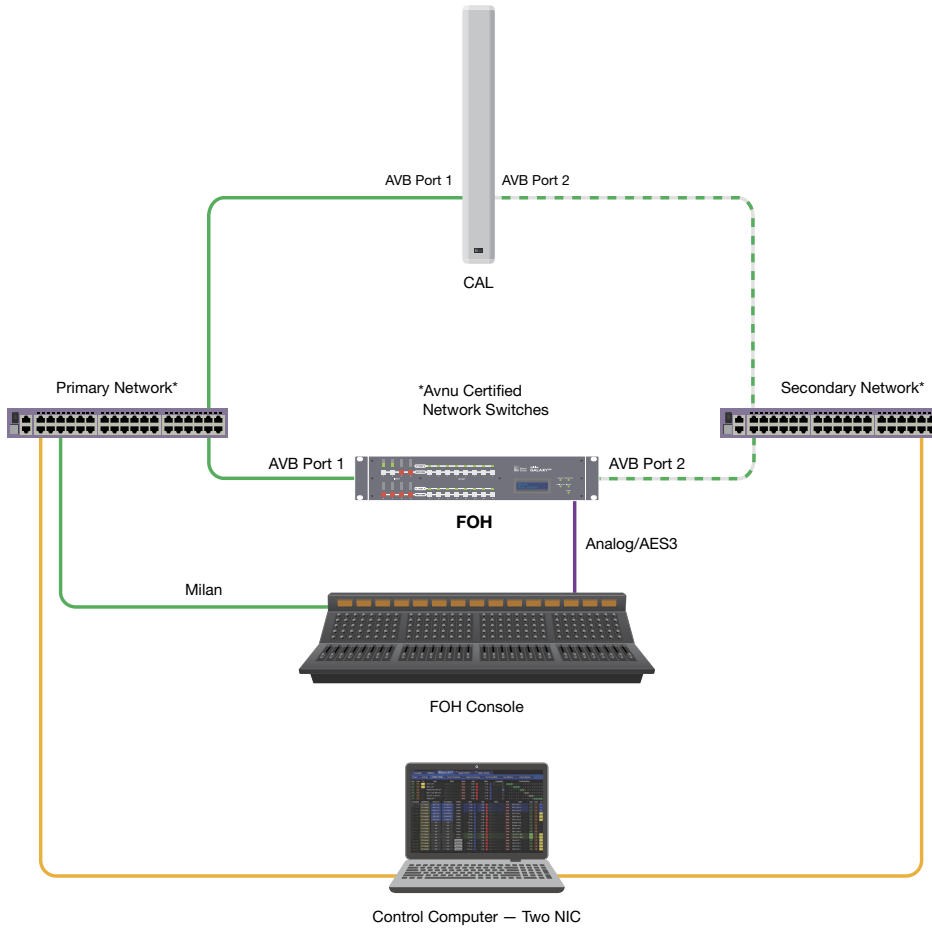 AVB Port 1
AVB Port 2
CAL
Primary Network*
*Avnu Certified
Network Switches
Secondary Network*
AVB Port 1
GALAXY
AVB Port 2
FOH
Analog/AES3
Milan
FOH Console
Control Computer — Two NIC